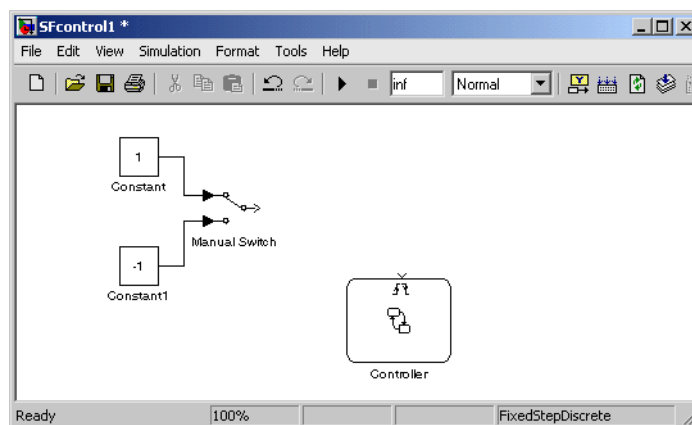 SFcontrol1 *
File Edit View Simulation Format Tools Help
inf Normal
1
Constant
Manual Switch
-1
Constant1
Controller
Ready 100% FixedStepDiscrete